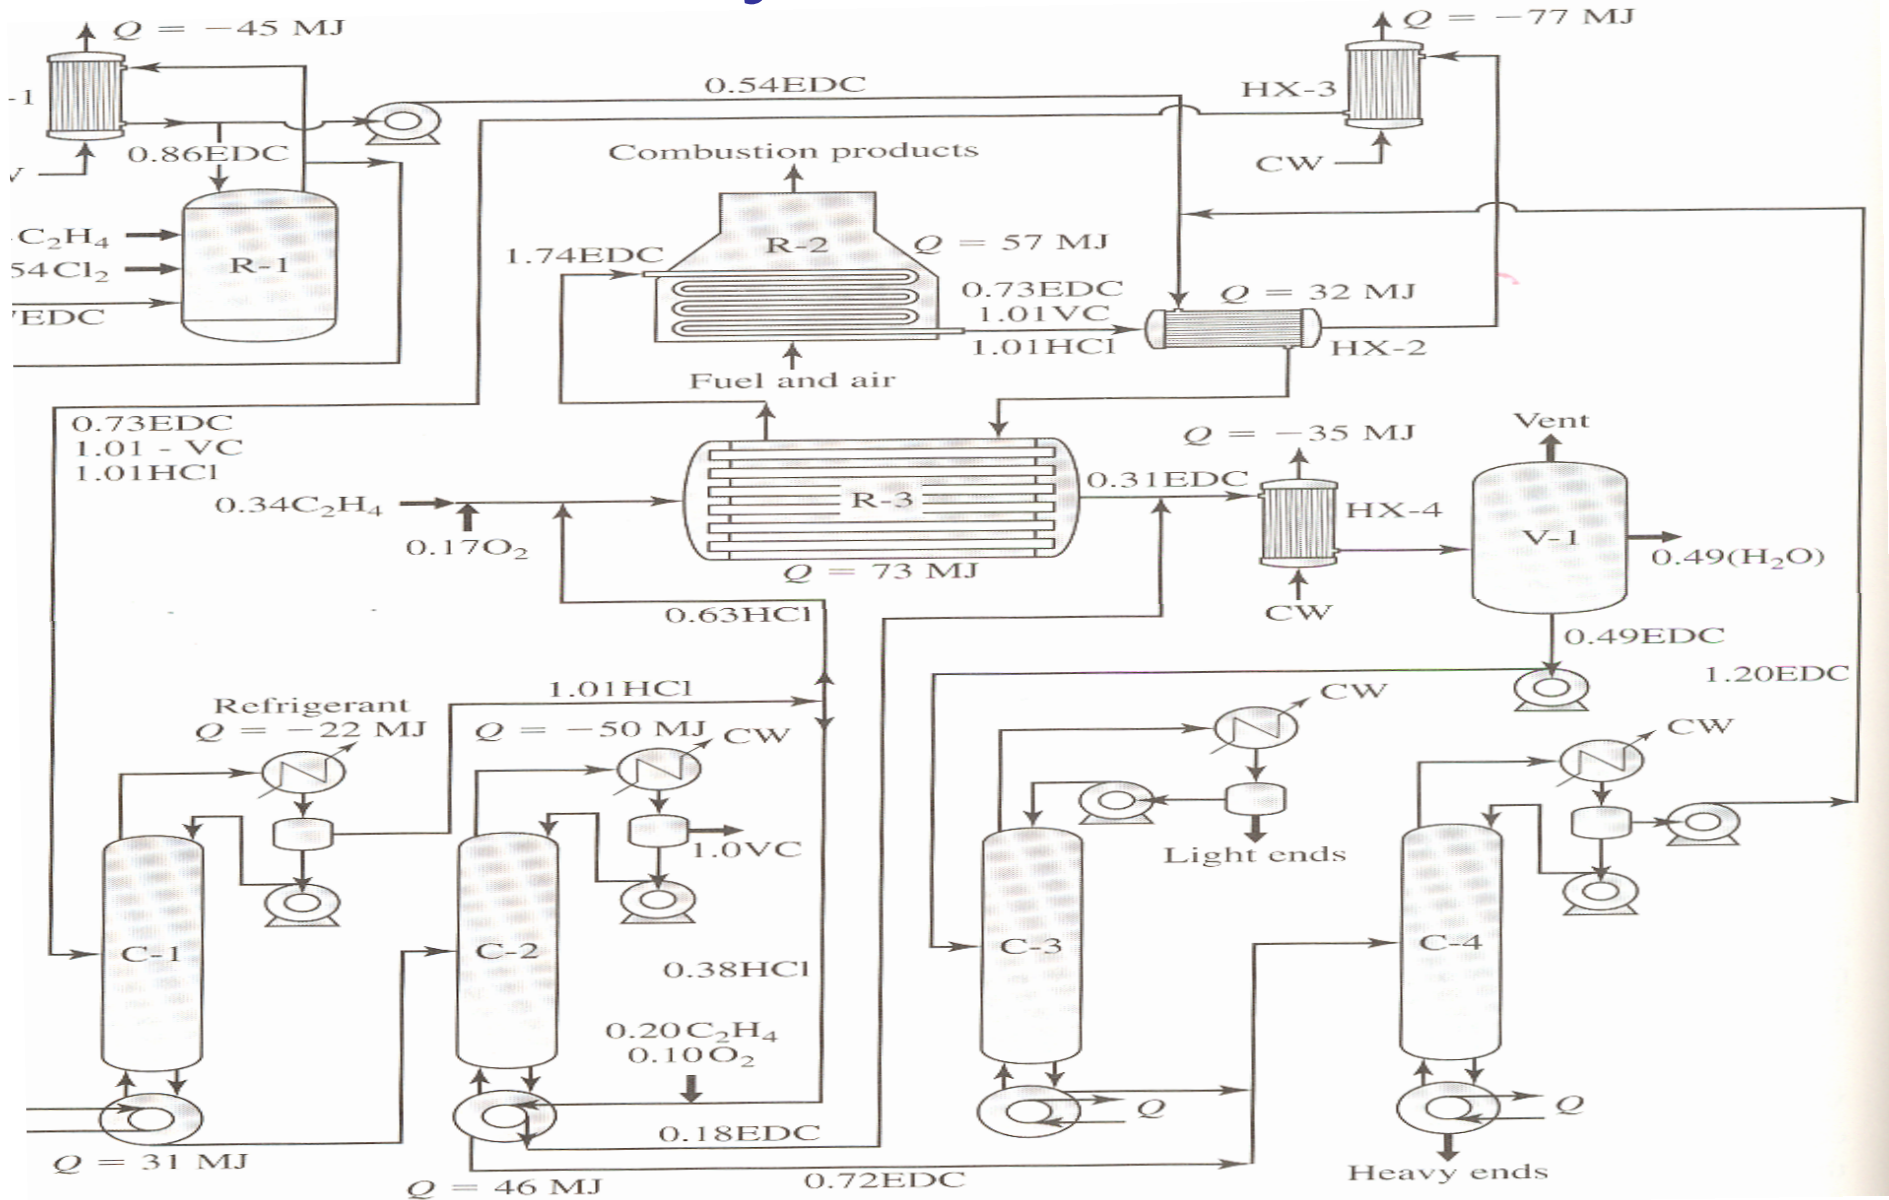 Q = −45 MJ
Q = −77 MJ
-1
0.54EDC
HX-3
0.86EDC
Combustion products
CW
C₂H₄
R-1
54Cl₂
EDC
1.74EDC
R-2
Q = 57 MJ
0.73EDC
1.01VC
1.01HCl
Q = 32 MJ
HX-2
Fuel and air
0.73EDC
1.01 - VC
1.01HCl
Q = −35 MJ
Vent
0.34C₂H₄
0.17O₂
R-3
0.31EDC
HX-4
V-1
0.49(H₂O)
Q = 73 MJ
CW
0.63HCl
0.49EDC
1.20EDC
1.01HCl
Refrigerant
Q = −22 MJ
Q = −50 MJ
CW
CW
CW
1.0VC
Light ends
C-1
C-2
C-3
C-4
0.38HCl
0.20C₂H₄
0.10O₂
Q
Q
0.18EDC
Q = 31 MJ
Q = 46 MJ
0.72EDC
Heavy ends